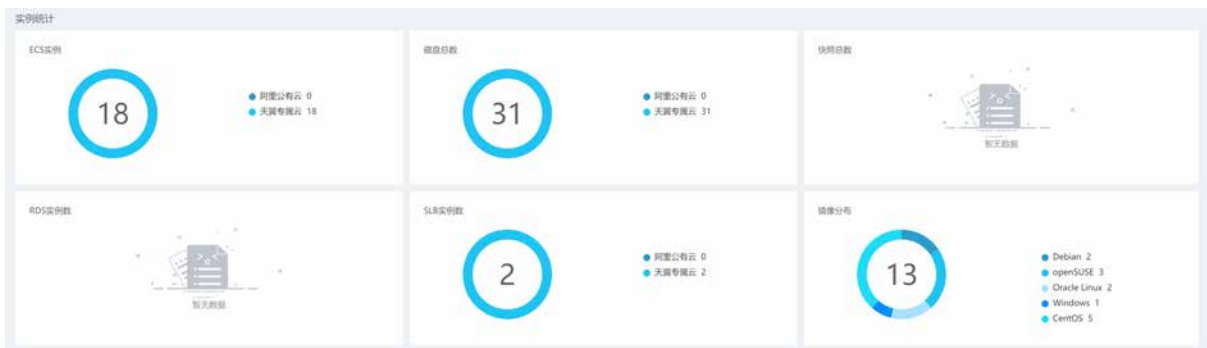 实例统计
ECS实例
18
阿里公有云 0
天翼专属云 18
磁盘总数
31
阿里公有云 0
天翼专属云 31
快照总数
暂无数据
RDS实例数
暂无数据
SLB实例数
2
阿里公有云 0
天翼专属云 2
镜像分布
13
Debian 2
openSUSE 3
Oracle Linux 2
Windows 1
CentOS 5